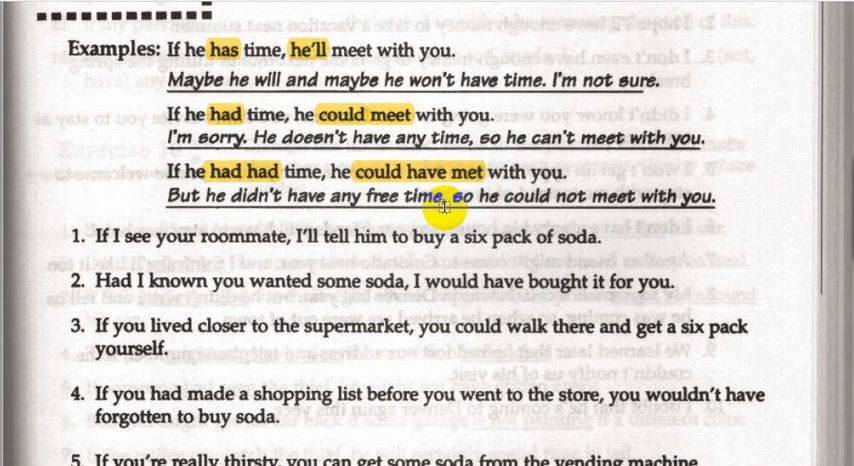 Examples: If he has time, he'll meet with you.
Maybe he will and maybe he won't have time. I'm not sure.
If he had time, he could meet with you.
I'm sorry. He doesn't have any time, so he can't meet with you.
If he had had time, he could have met with you.
But he didn't have any free time, so he could not meet with you.
1. If I see your roommate, I'll tell him to buy a six pack of soda.
2. Had I known you wanted some soda, I would have bought it for you.
3. If you lived closer to the supermarket, you could walk there and get a six pack
yourself.
4. If you had made a shopping list before you went to the store, you wouldn't have
forgotten to buy soda.
5. If you're really thirsty, you can get some soda from the vending machine